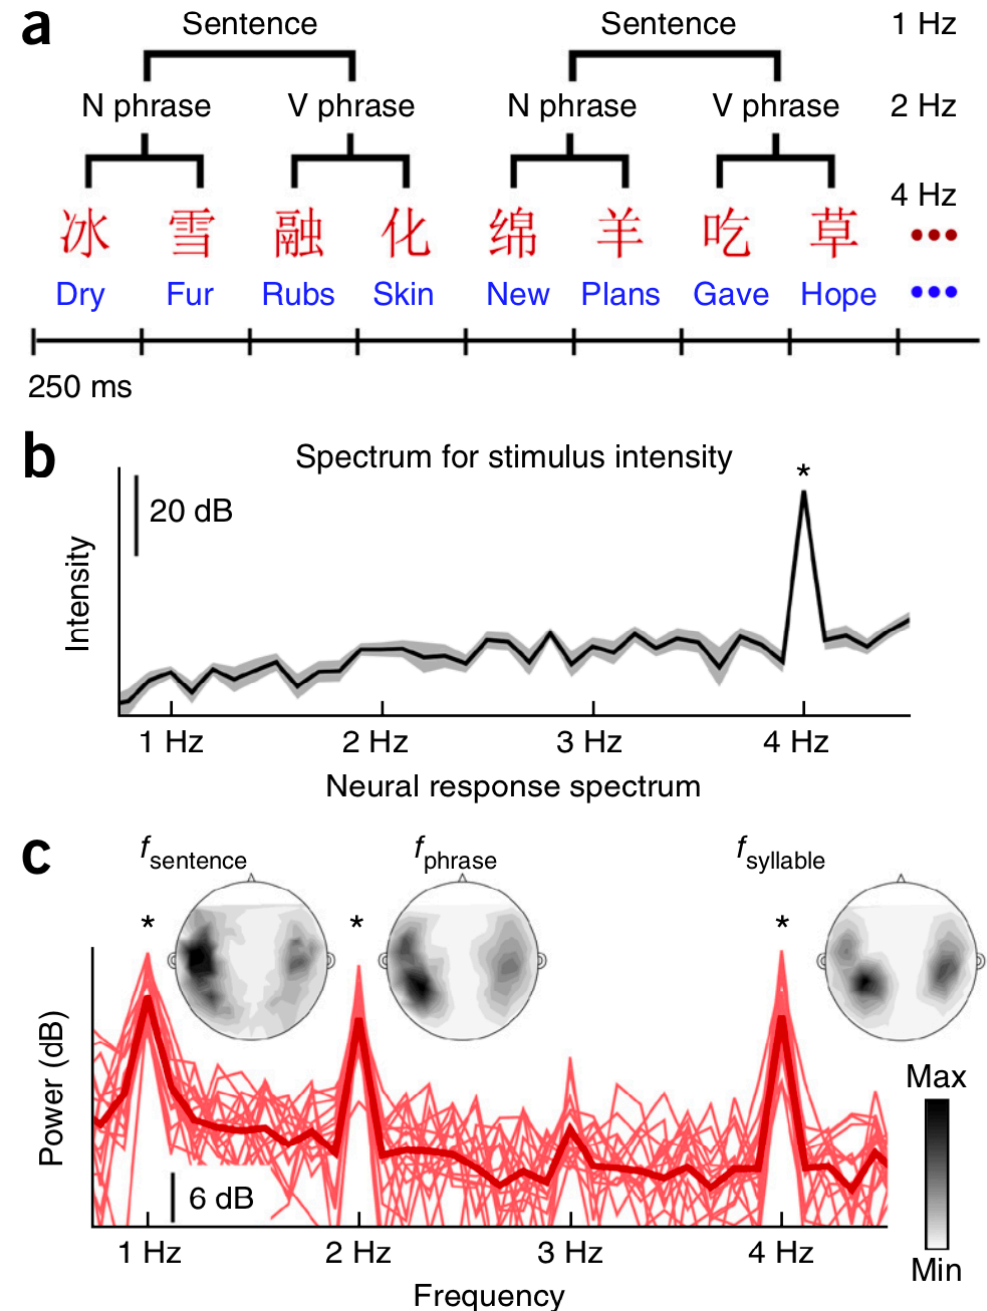 a
Sentence Sentence 1 Hz
N phrase V phrase N phrase V phrase 2 Hz
4 Hz
冰 雪 融 化 绵 羊 吃 草 •••
Dry Fur Rubs Skin New Plans Gave Hope •••
250 ms
b
Spectrum for stimulus intensity
*
20 dB
Intensity
1 Hz 2 Hz 3 Hz 4 Hz
Neural response spectrum
c
fsentence fphrase fsyllable
* * *
Power (dB)
Max
6 dB
Min
1 Hz 2 Hz 3 Hz 4 Hz
Frequency